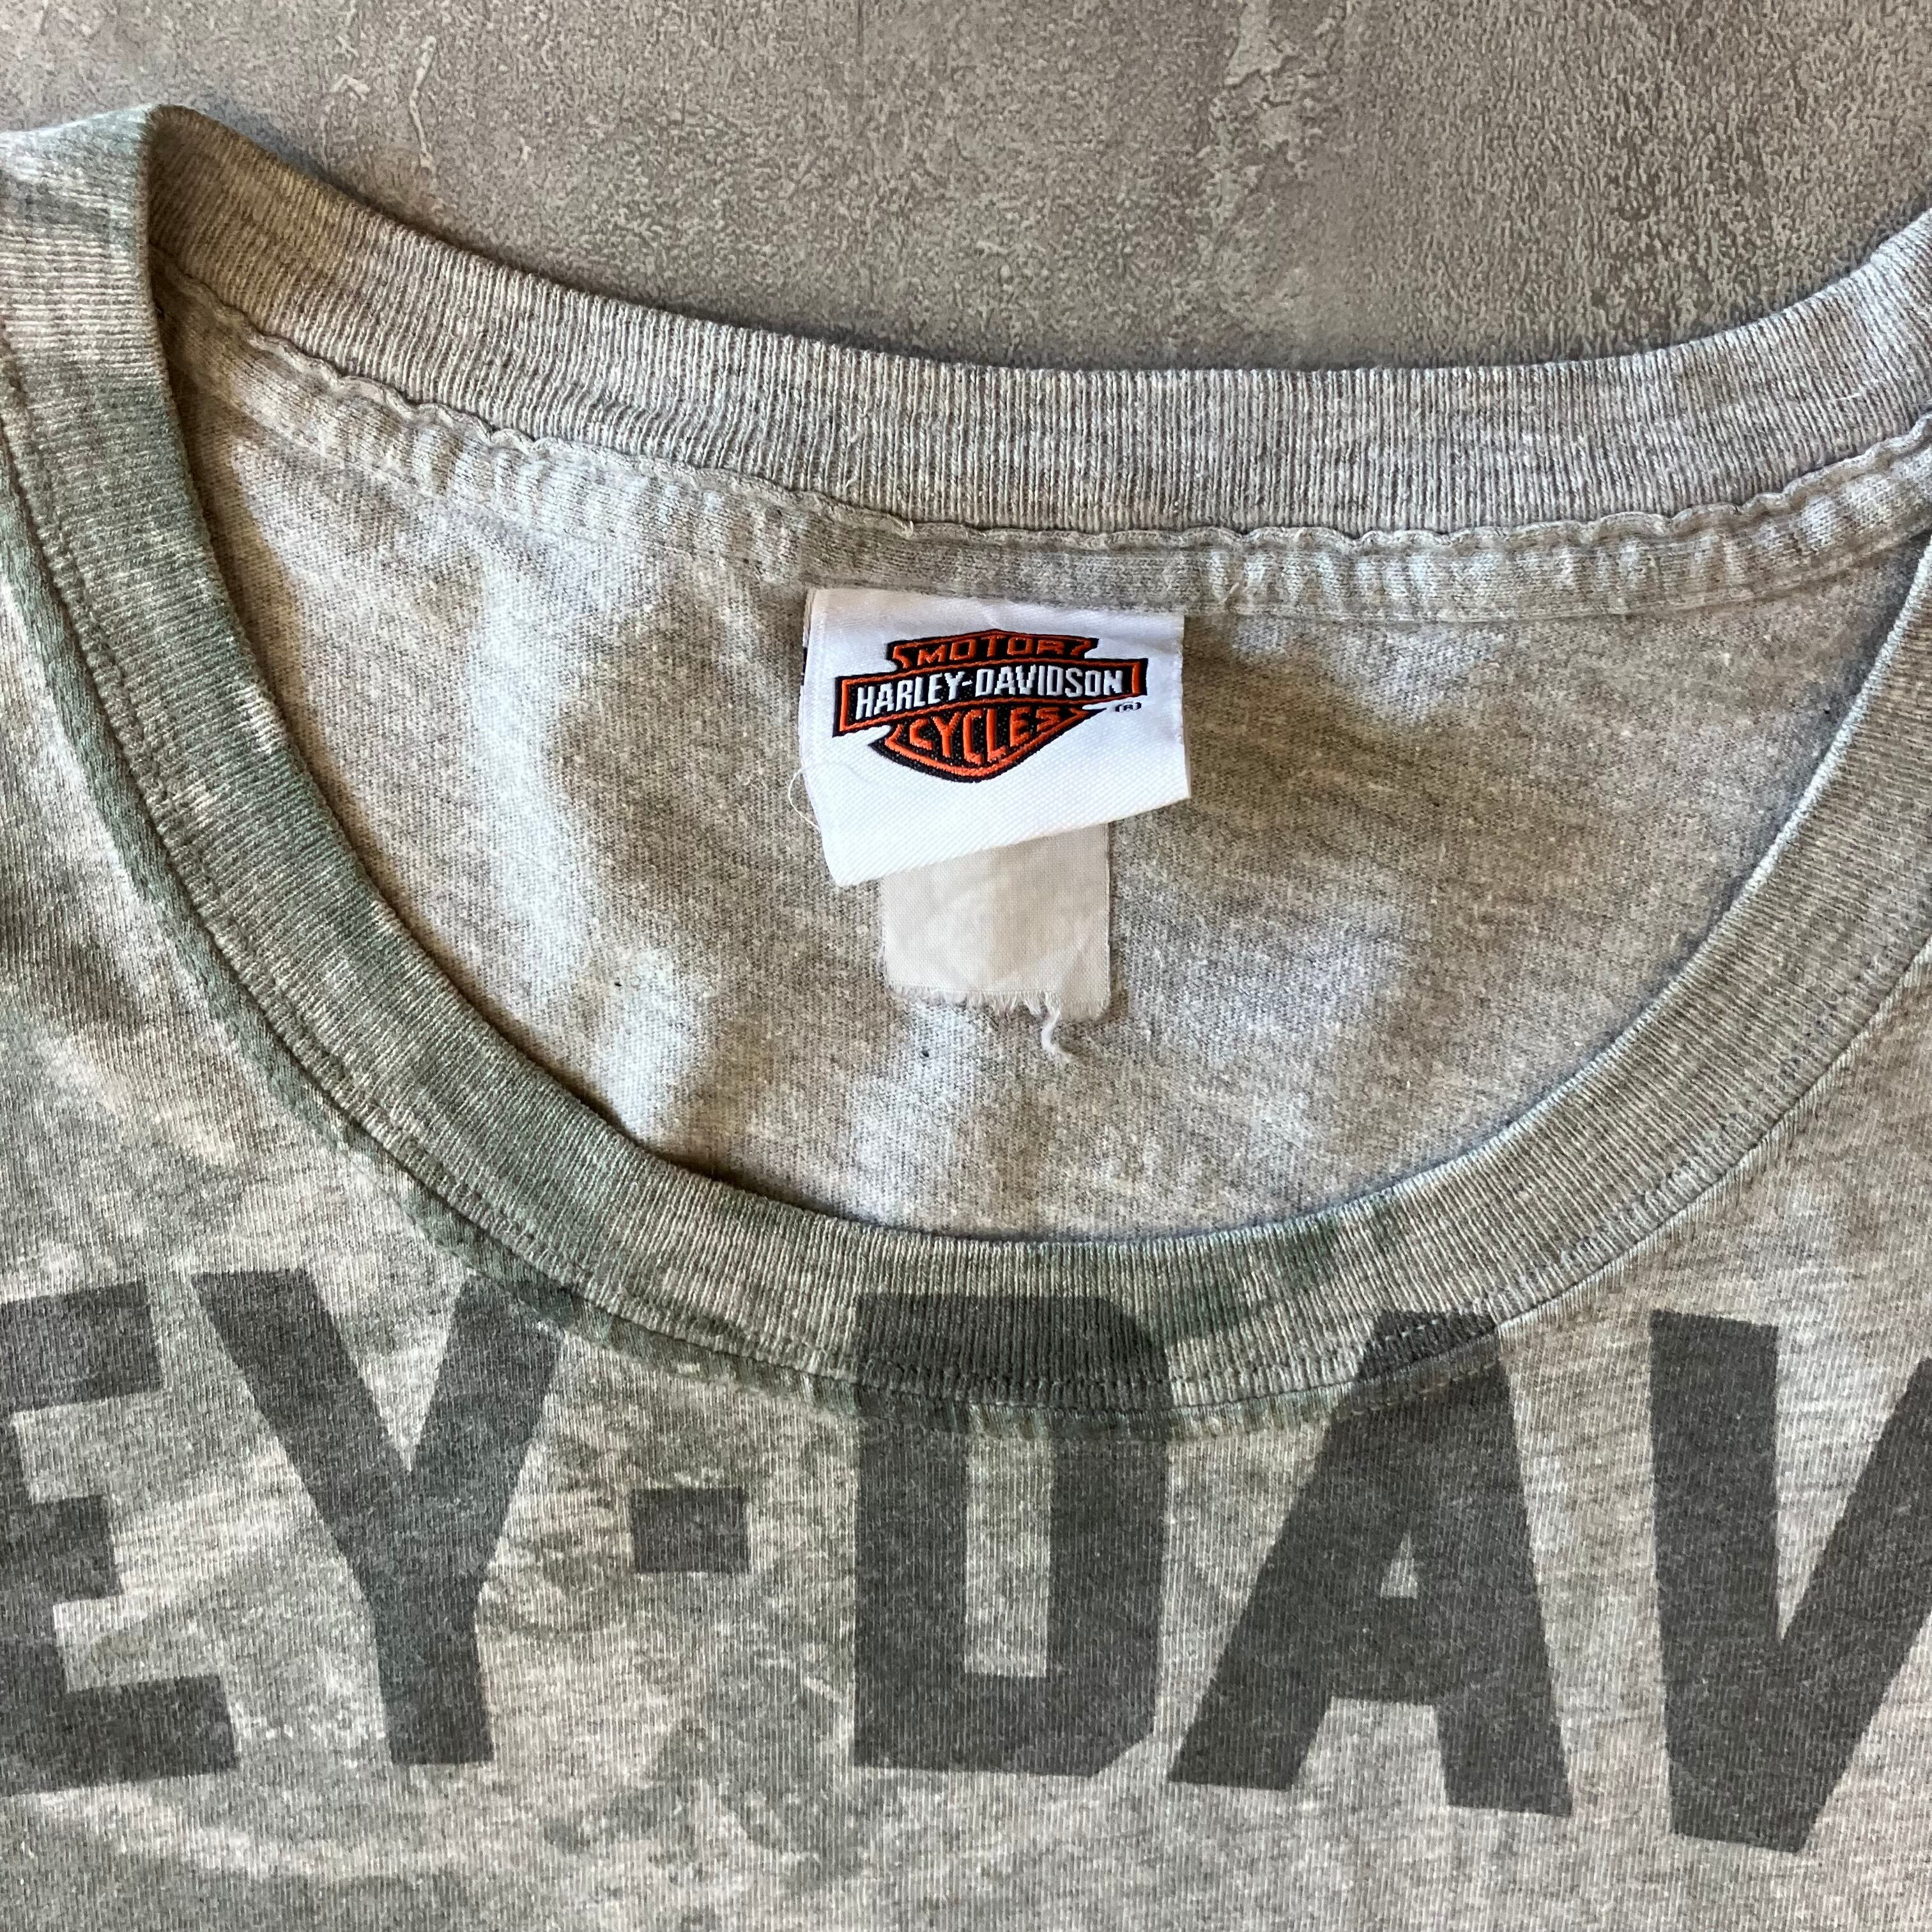 MOTOR
HARLEY-DAVIDSON
®
CYCLES
EY-DAV